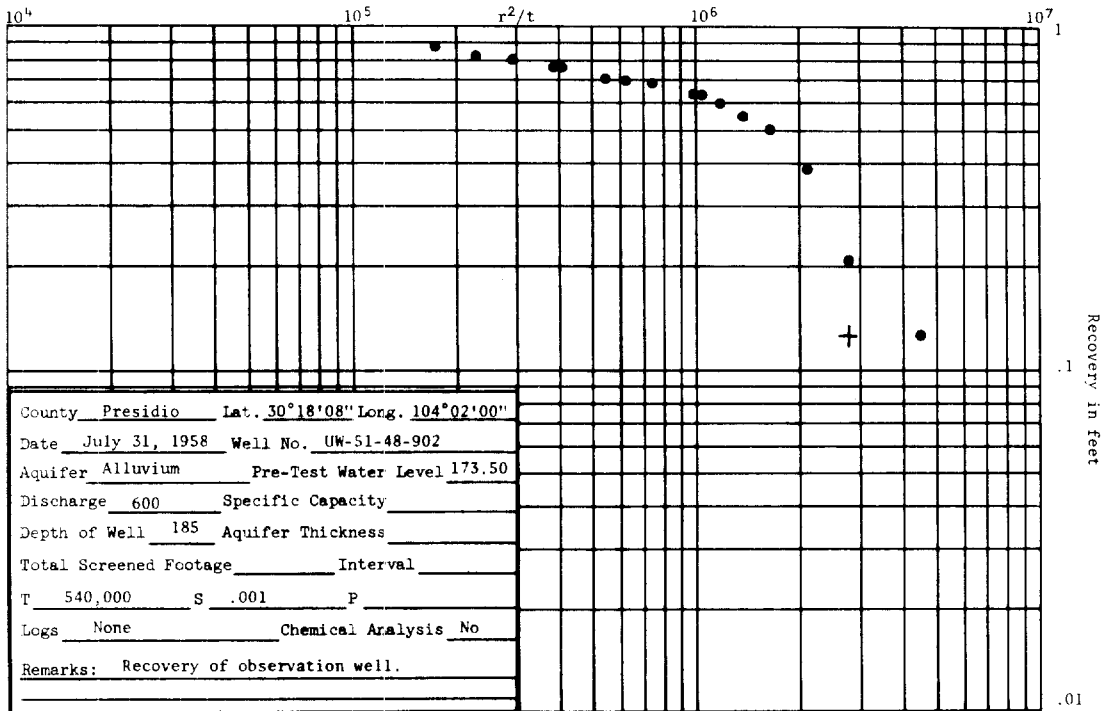 10⁴ 10⁵ r²/t 10⁶ 10⁷
1
.1
.01
Recovery in feet
County Presidio Lat. 30°18'08" Long. 104°02'00"
Date July 31, 1958 Well No. UW-51-48-902
Aquifer Alluvium Pre-Test Water Level 173.50
Discharge 600 Specific Capacity
Depth of Well 185 Aquifer Thickness
Total Screened Footage Interval
T 540,000 S .001 P
Logs None Chemical Analysis No
Remarks: Recovery of observation well.